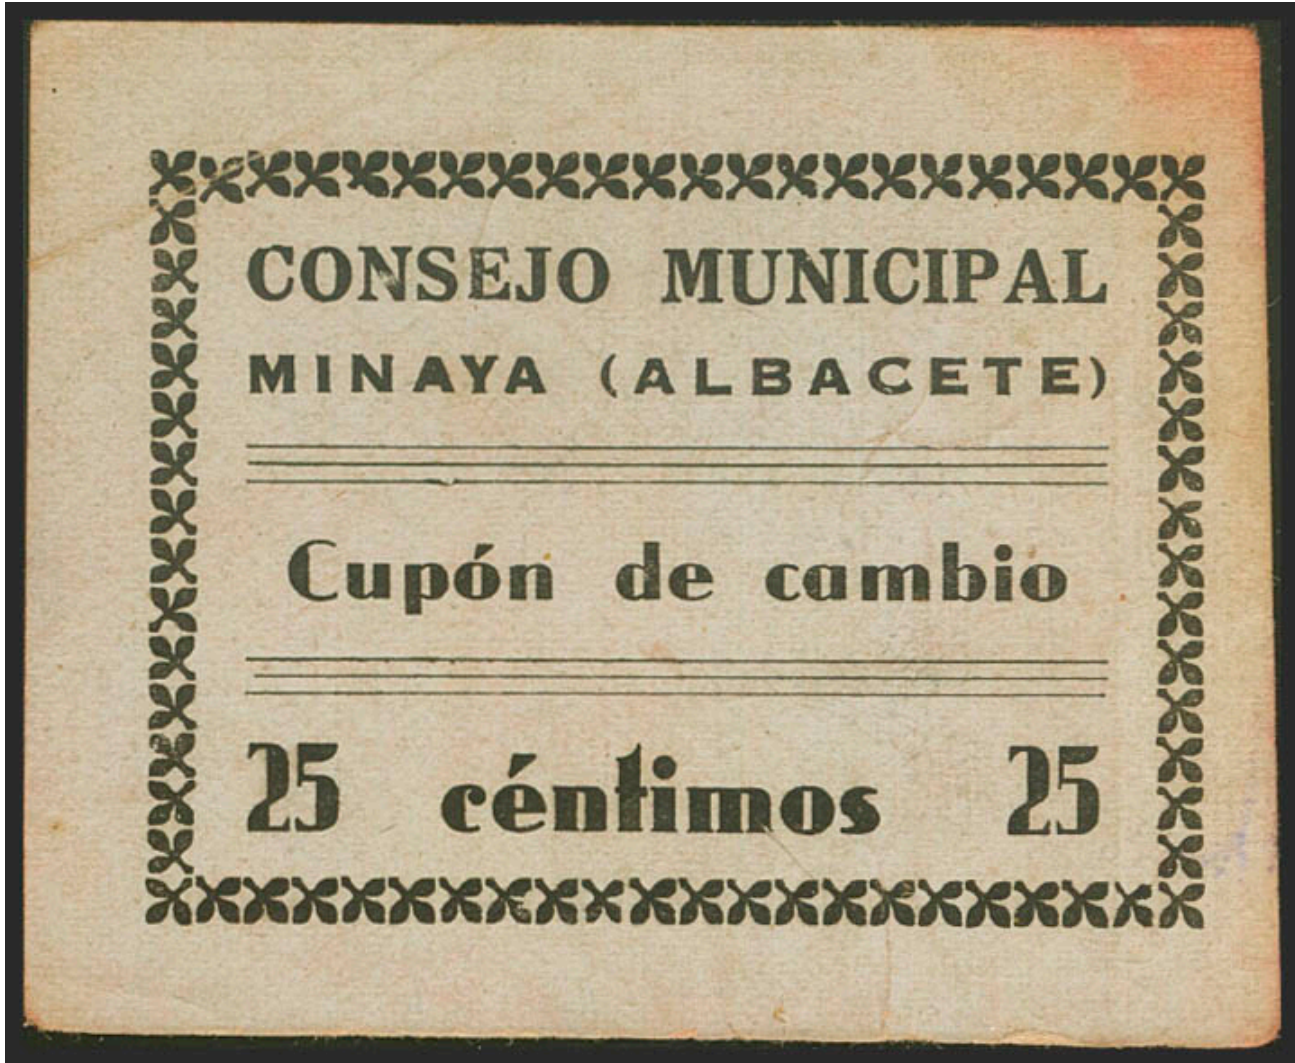 CONSEJO MUNICIPAL
MINAYA (ALBACETE)
Cupón de cambio
25 céntimos 25